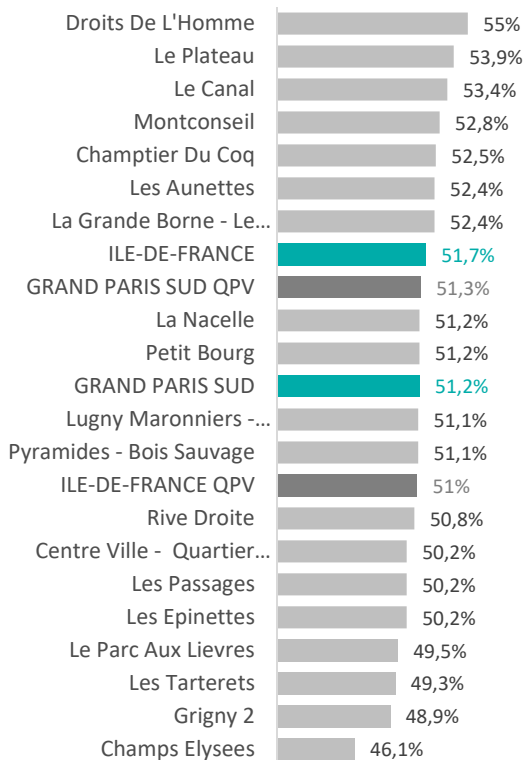 Droits De L'Homme 55%
Le Plateau 53,9%
Le Canal 53,4%
Montconseil 52,8%
Champtier Du Coq 52,5%
Les Aunettes 52,4%
La Grande Borne - Le... 52,4%
ILE-DE-FRANCE 51,7%
GRAND PARIS SUD QPV 51,3%
La Nacelle 51,2%
Petit Bourg 51,2%
GRAND PARIS SUD 51,2%
Lugny Maronniers -... 51,1%
Pyramides - Bois Sauvage 51,1%
ILE-DE-FRANCE QPV 51%
Rive Droite 50,8%
Centre Ville - Quartier... 50,2%
Les Passages 50,2%
Les Epinettes 50,2%
Le Parc Aux Lievres 49,5%
Les Tarterets 49,3%
Grigny 2 48,9%
Champs Elysees 46,1%